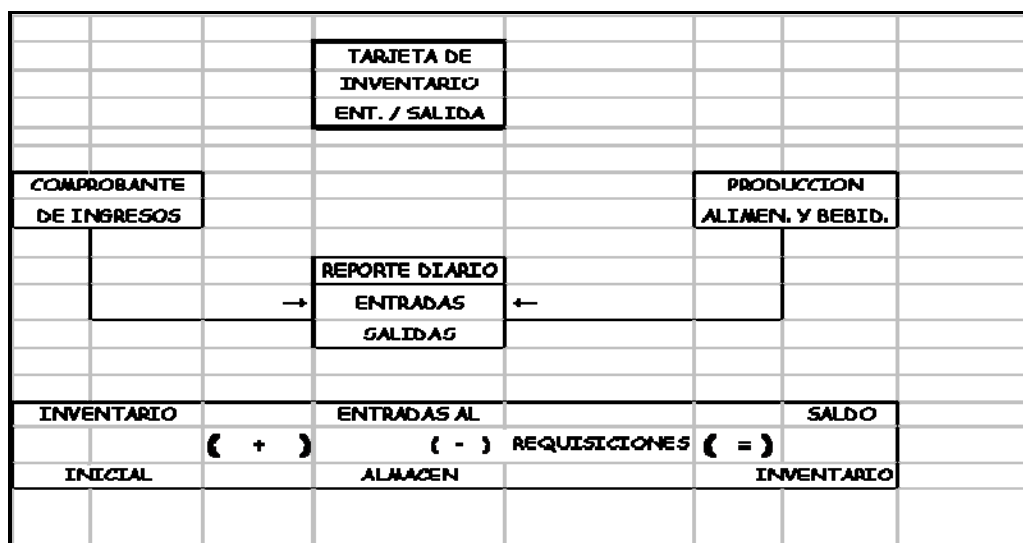 TARJETA DE
INVENTARIO
ENT. / SALIDA
COMPROBANTE
DE INGRESOS
PRODUCCION
ALIMEN. Y BEBID.
REPORTE DIARIO
→ ENTRADAS ←
SALIDAS
INVENTARIO ENTRADAS AL SALDO
( + ) ( - ) REQUISICIONES ( = )
INICIAL ALMACEN INVENTARIO